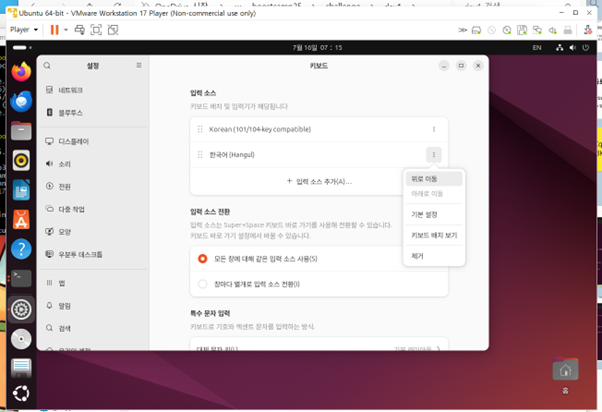 Ubuntu 64-bit - VMware Workstation 17 Player (Non-commercial use only)
Player
7월 16일 07 : 15
EN
설정
키보드
네트워크
블루투스
디스플레이
소리
전원
다중 작업
모양
우분투 데스크톱
앱
알림
검색
입력 소스
키보드 배치 및 입력기가 해당됩니다
Korean (101/104-key compatible)
한국어 (Hangul)
+ 입력 소스 추가(A)...
위로 이동
아래로 이동
기본 설정
키보드 배치 보기
제거
입력 소스 전환
입력 소스는 Super+Space 키보드 바로 가기를 사용해 전환할 수 있습니다.
키보드 바로 가기 설정에서 바꿀 수 있습니다.
모든 창에 대해 같은 입력 소스 사용(S)
창마다 별개로 입력 소스 전환(I)
특수 문자 입력
키보드로 기호와 액센트 문자를 입력하는 방식.
홈